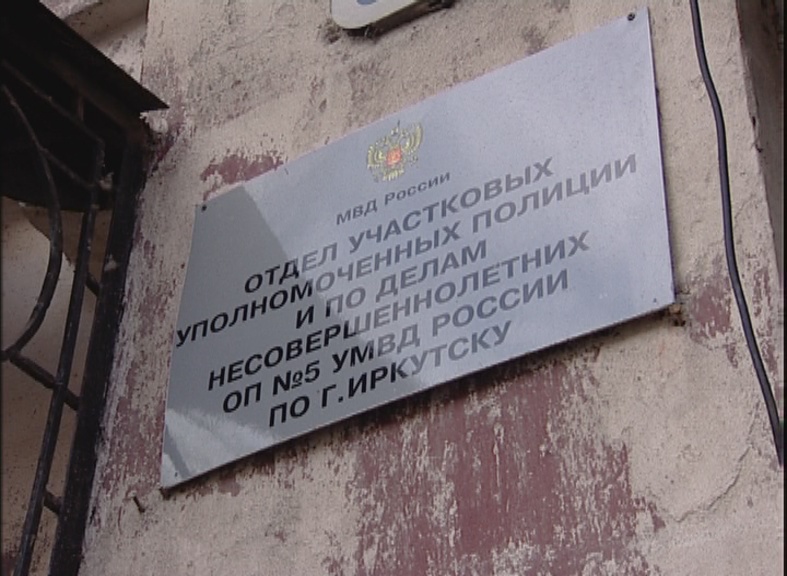 МВД России
ОТДЕЛ УЧАСТКОВЫХ
УПОЛНОМОЧЕННЫХ ПОЛИЦИИ
И ПО ДЕЛАМ
НЕСОВЕРШЕННОЛЕТНИХ
ОП №5 УМВД РОССИИ
ПО Г.ИРКУТСКУ